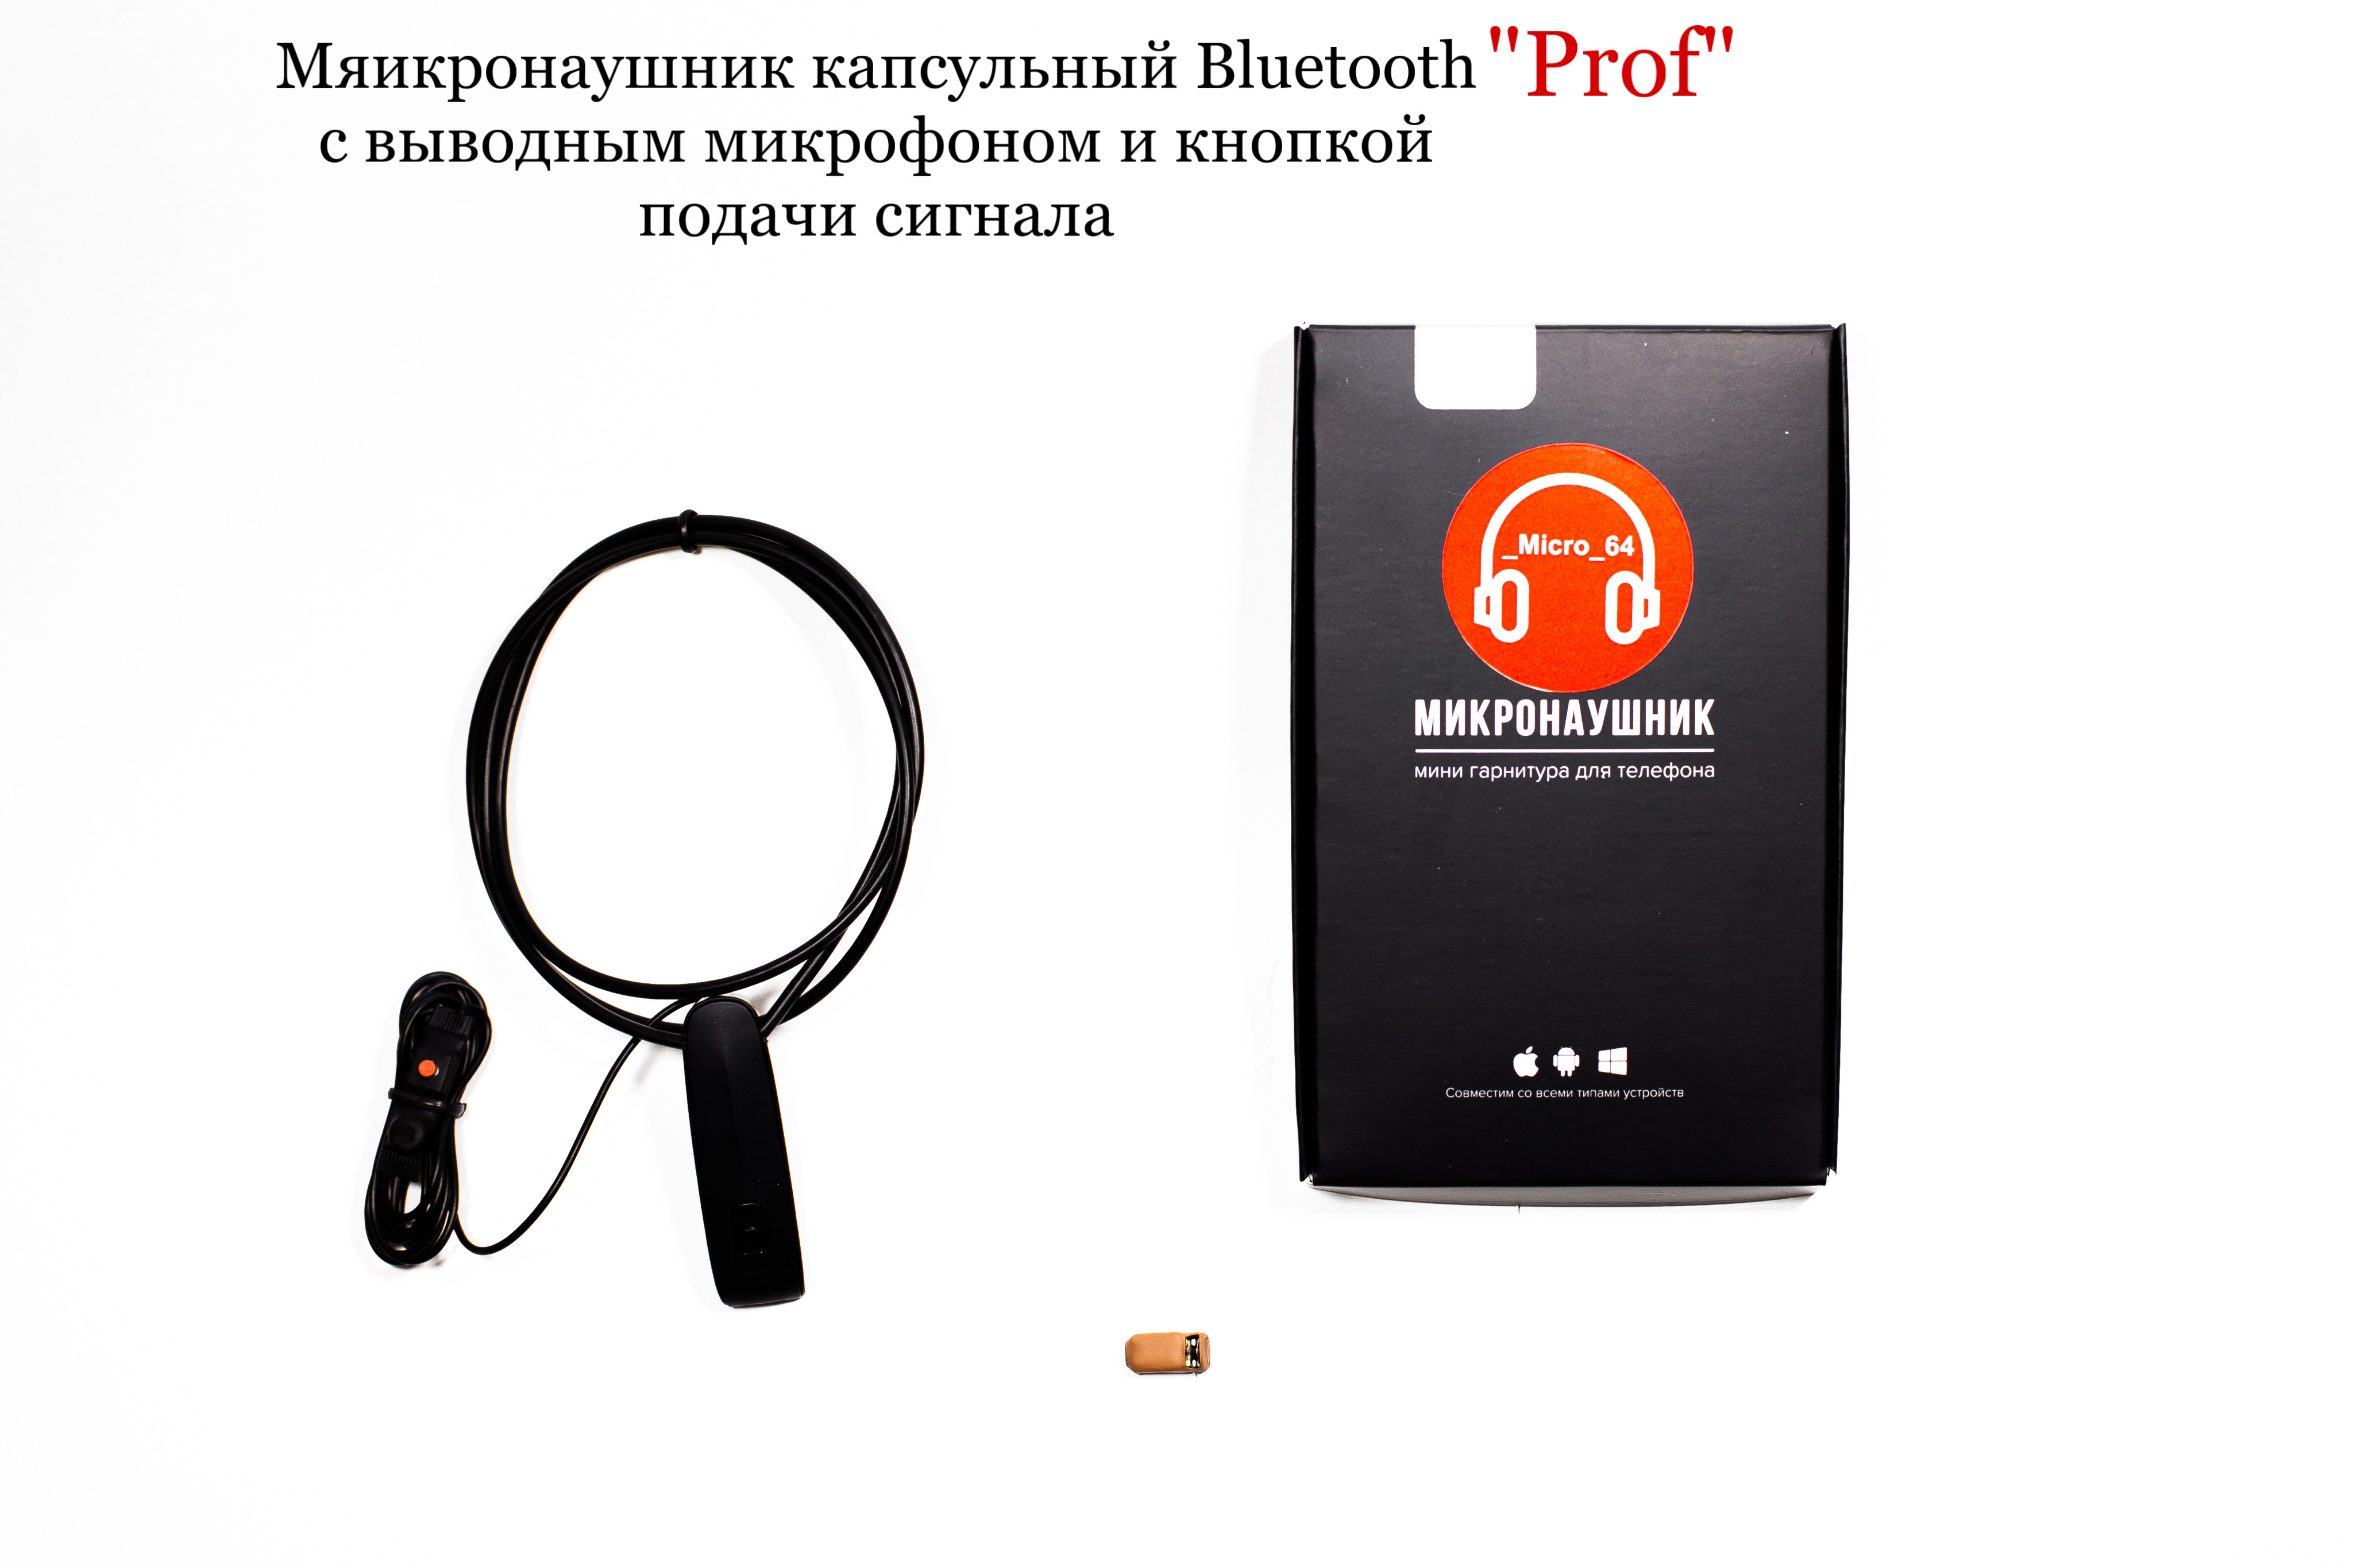 Мяикронаушник капсульный Bluetooth "Prof"
с выводным микрофоном и кнопкой
подачи сигнала
_Micro_64
МИКРОНАУШНИК
мини гарнитура для телефона
Совместим со всеми типами устройств